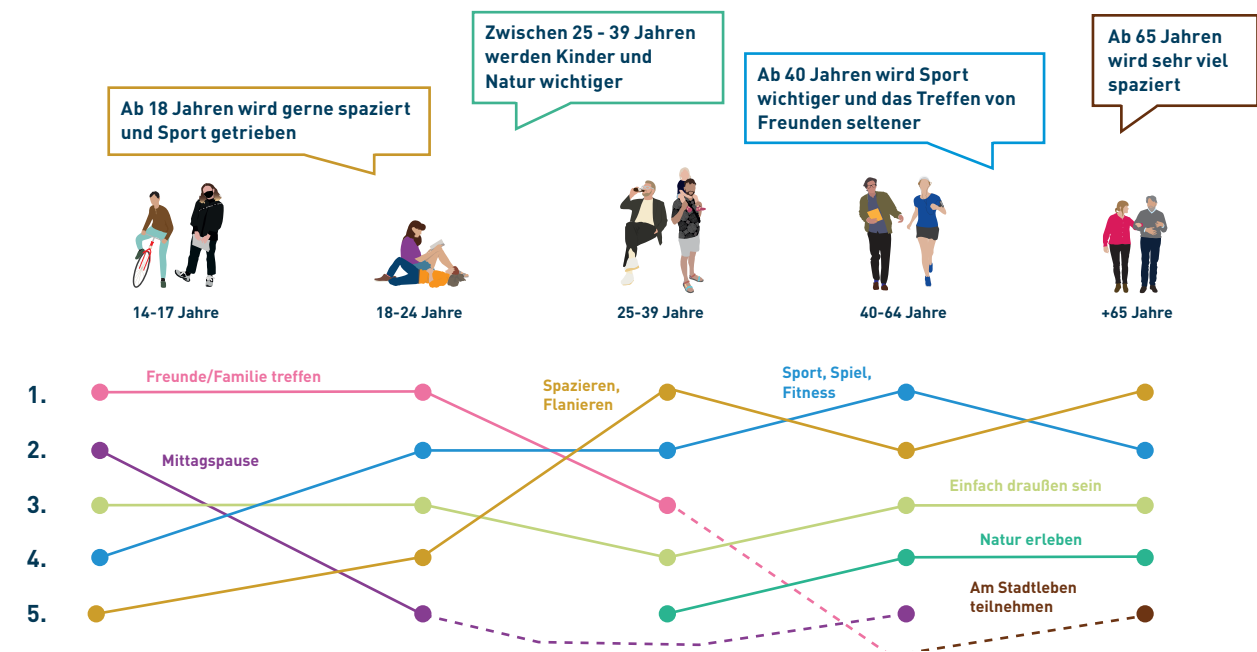 Ab 18 Jahren wird gerne spaziert
und Sport getrieben
Zwischen 25 - 39 Jahren
werden Kinder und
Natur wichtiger
Ab 40 Jahren wird Sport
wichtiger und das Treffen von
Freunden seltener
Ab 65 Jahren
wird sehr viel
spaziert
14-17 Jahre
18-24 Jahre
25-39 Jahre
40-64 Jahre
+65 Jahre
1.
2.
3.
4.
5.
Freunde/Familie treffen
Mittagspause
Spazieren,
Flanieren
Sport, Spiel,
Fitness
Einfach draußen sein
Natur erleben
Am Stadtleben
teilnehmen